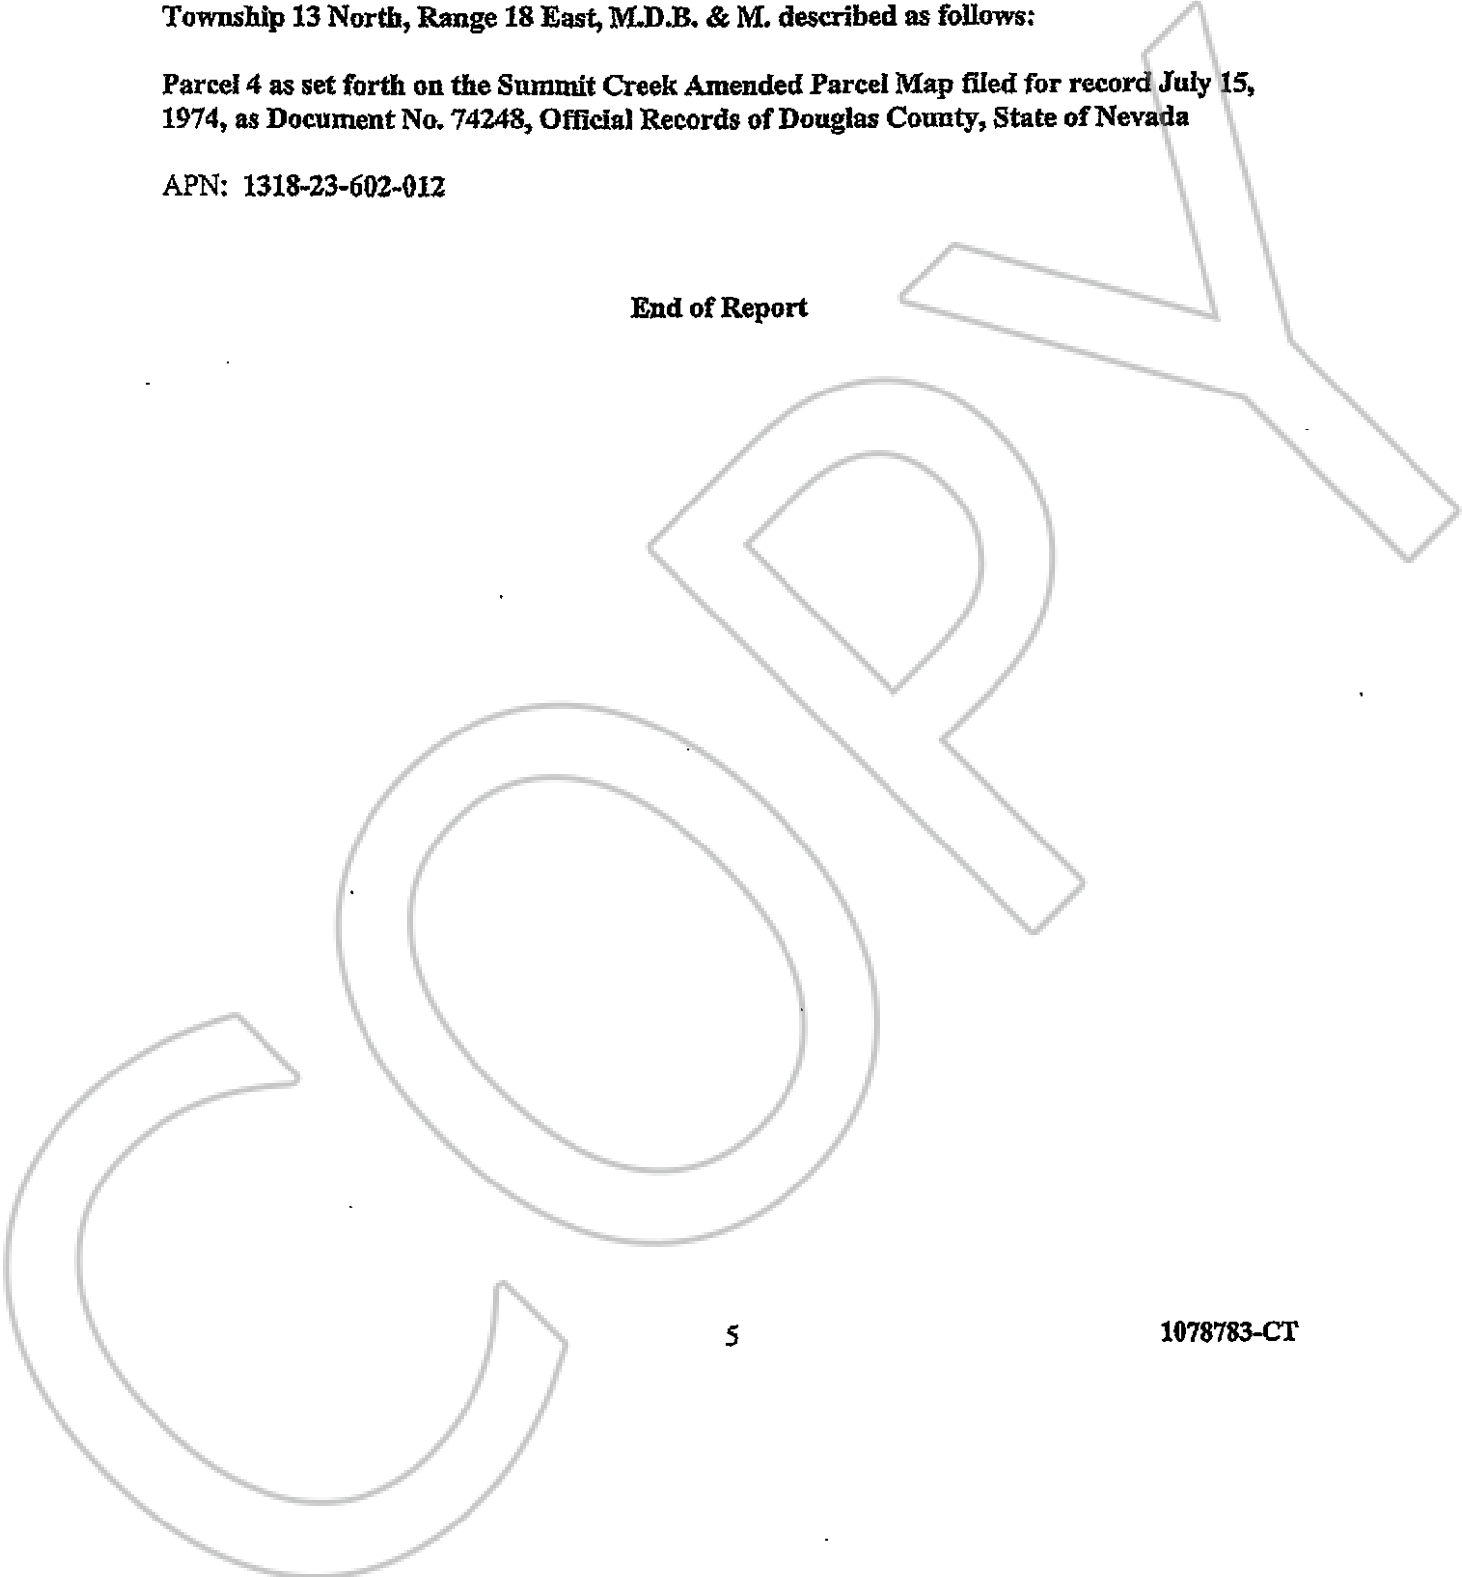 Township 13 North, Range 18 East, M.D.B. & M. described as follows:
Parcel 4 as set forth on the Summit Creek Amended Parcel Map filed for record July 15,
1974, as Document No. 74248, Official Records of Douglas County, State of Nevada
APN: 1318-23-602-012
End of Report
COPY
5
1078783-CT